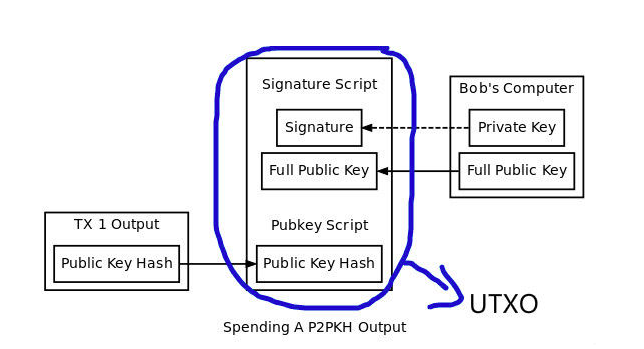 Signature Script
Bob's Computer
Signature
Private Key
Full Public Key
Full Public Key
TX 1 Output
Pubkey Script
Public Key Hash
Public Key Hash
UTXO
Spending A P2PKH Output